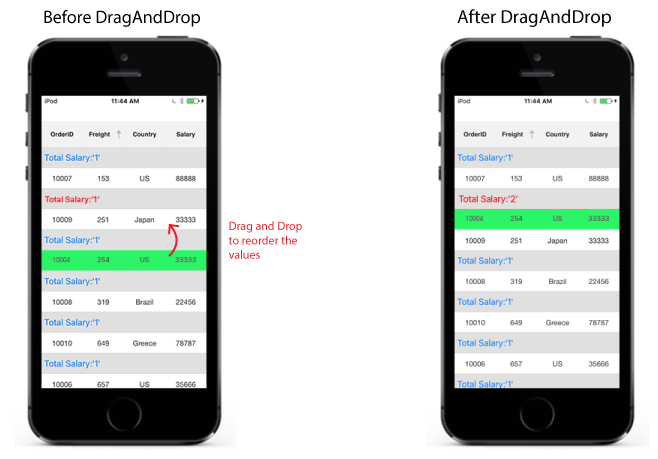 Before DragAndDrop
iPod 11:44 AM
OrderID Freight ↑ Country Salary
Total Salary:'1'
10007 153 US 88888
Total Salary:'1'
10009 251 Japan 33333
Total Salary:'1'
10004 254 US 33333
Total Salary:'1'
10008 319 Brazil 22456
Total Salary:'1'
10010 649 Greece 78787
Total Salary:'1'
10006 657 US 35666
Drag and Drop
to reorder the
values
After DragAndDrop
iPod 11:44 AM
OrderID Freight ↑ Country Salary
Total Salary:'1'
10007 153 US 88888
Total Salary:'2'
10004 254 US 33333
10009 251 Japan 33333
Total Salary:'1'
10008 319 Brazil 22456
Total Salary:'1'
10010 649 Greece 78787
Total Salary:'1'
10006 657 US 35666
Total Salary:'1'